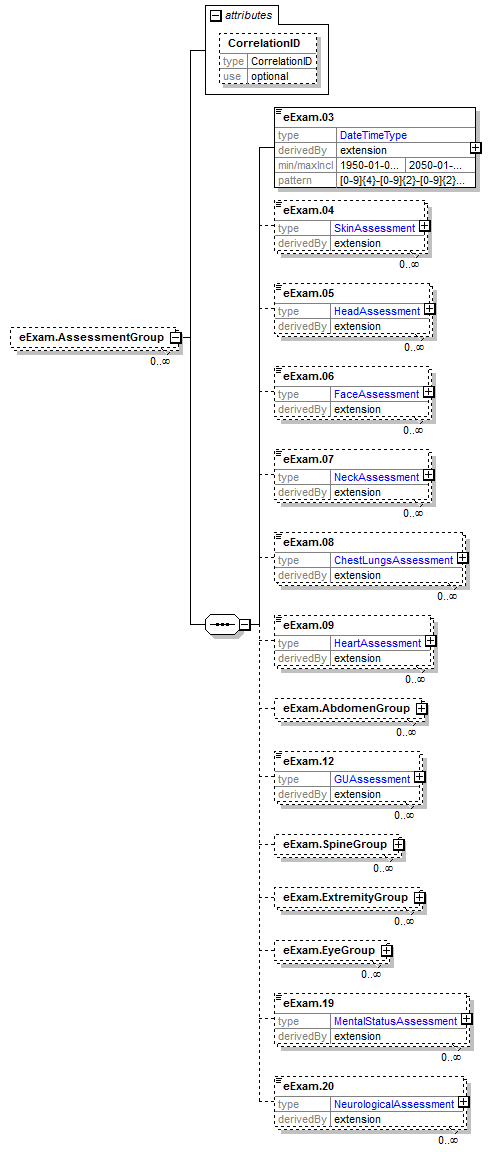 attributes
CorrelationID
type CorrelationID
use optional
eExam.03
type DateTimeType
derivedBy extension
min/maxIncl 1950-01-0... 2050-01-...
pattern [0-9]{4}-[0-9]{2}-[0-9]{2}...
eExam.04
type SkinAssessment
derivedBy extension
0..∞
eExam.05
type HeadAssessment
derivedBy extension
0..∞
eExam.AssessmentGroup
0..∞
eExam.06
type FaceAssessment
derivedBy extension
0..∞
eExam.07
type NeckAssessment
derivedBy extension
0..∞
eExam.08
type ChestLungsAssessment
derivedBy extension
0..∞
eExam.09
type HeartAssessment
derivedBy extension
0..∞
eExam.AbdomenGroup
0..∞
eExam.12
type GUAssessment
derivedBy extension
0..∞
eExam.SpineGroup
0..∞
eExam.ExtremityGroup
0..∞
eExam.EyeGroup
0..∞
eExam.19
type MentalStatusAssessment
derivedBy extension
0..∞
eExam.20
type NeurologicalAssessment
derivedBy extension
0..∞